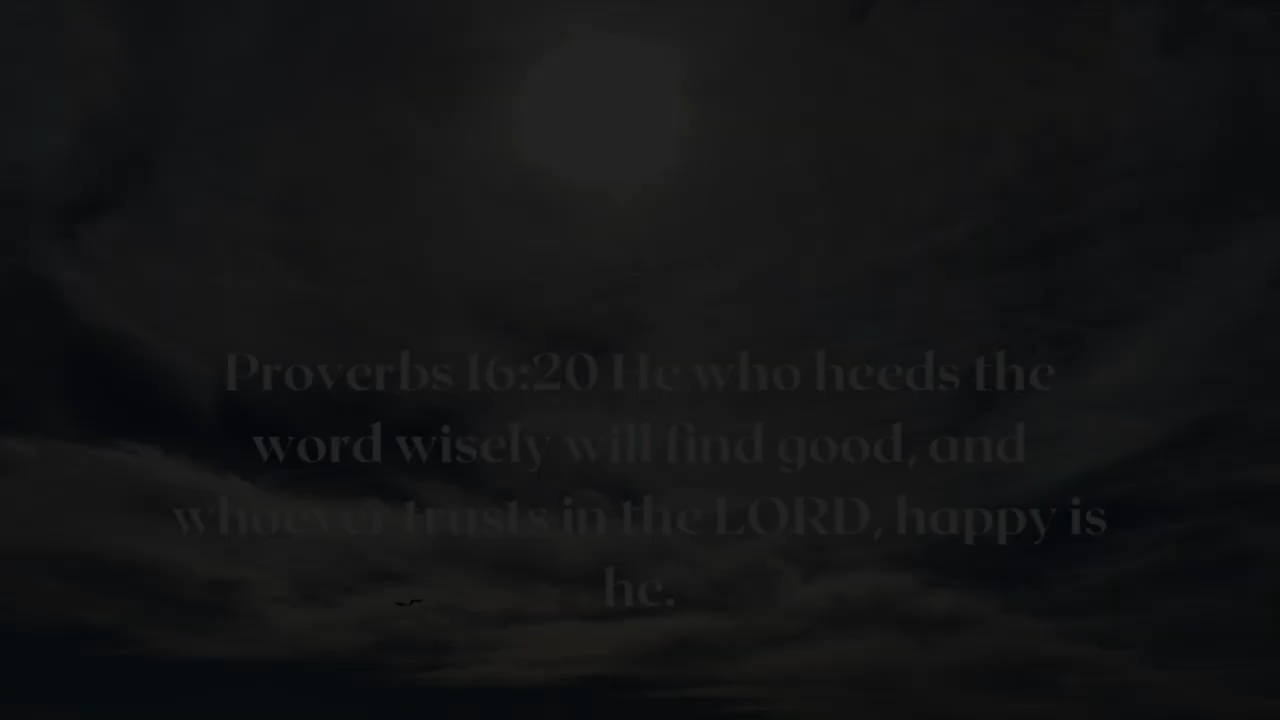 Proverbs 16:20 He who heeds the
word wisely will find good, and
whoever trusts in the LORD, happy is
he.